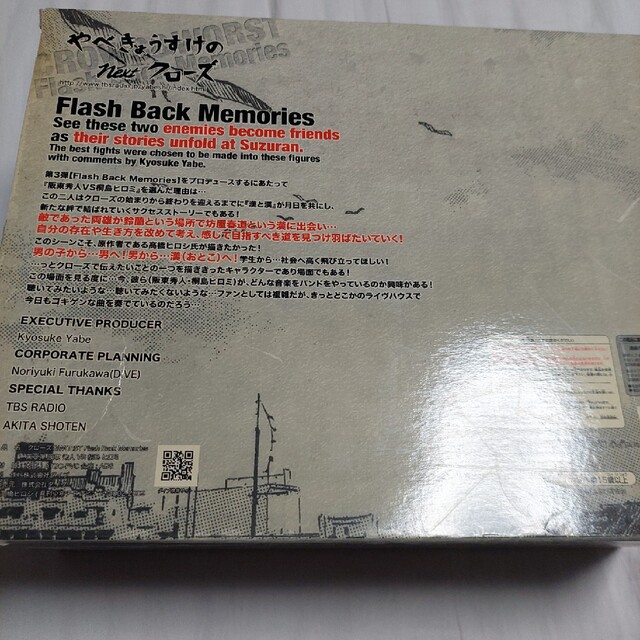 やべきょうすけの
Next クローズ
Flash Back Memories
See these two enemies become friends
as their stories unfold at Suzuran.
The best fights were chosen to be made into these figures
with comments by Kyosuke Yabe.
第3弾【Flash Back Memories】をプロデュースするにあたって
『阪東秀人VS桐島ヒロミ』を選んだ理由は…
この二人はクローズの始まりから終わりを迎えるまでに『漢と漢』が月日を共にし、
新たな絆で結ばれていくサクセスストーリーでもある!
敵であった両雄が鈴蘭という場所で坊屋春道という漢に出会い…
自分の存在や生き方を改めて考え、感じて目指すべき道を見つけ羽ばたいていく!
このシーンこそ、原作者である高橋ヒロシ氏が描きたかった!
男の子から…男へ!男から…漢(おとこ)へ!学生から…社会へ高く飛び立ってほしい!
…っとクローズで伝えたいことの一つを描ききったキャラクターであり場面でもある!
この場面を見る度に…今、彼ら(阪東秀人・桐島ヒロミ)が、どんな音楽をバンドをやっているのか興味がある!
聴いてみたいような…聴いてみたくないような…ファンとしては複雑だが、きっとどこかのライヴハウスで
今日もゴキゲンな曲を奏でているのだろう…
EXECUTIVE PRODUCER
Kyosuke Yabe
CORPORATE PLANNING
Noriyuki Furukawa(DIVE)
SPECIAL THANKS
TBS RADIO
AKITA SHOTEN
Flash Back Memories